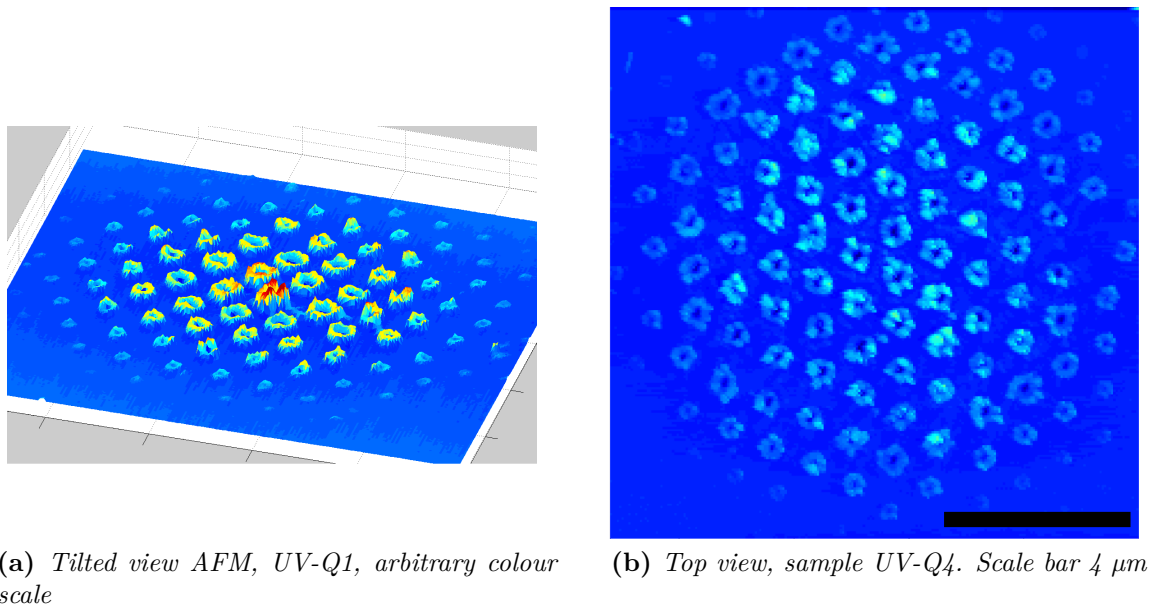 (a) Tilted view AFM, UV-Q1, arbitrary colour
scale
(b) Top view, sample UV-Q4. Scale bar 4 µm